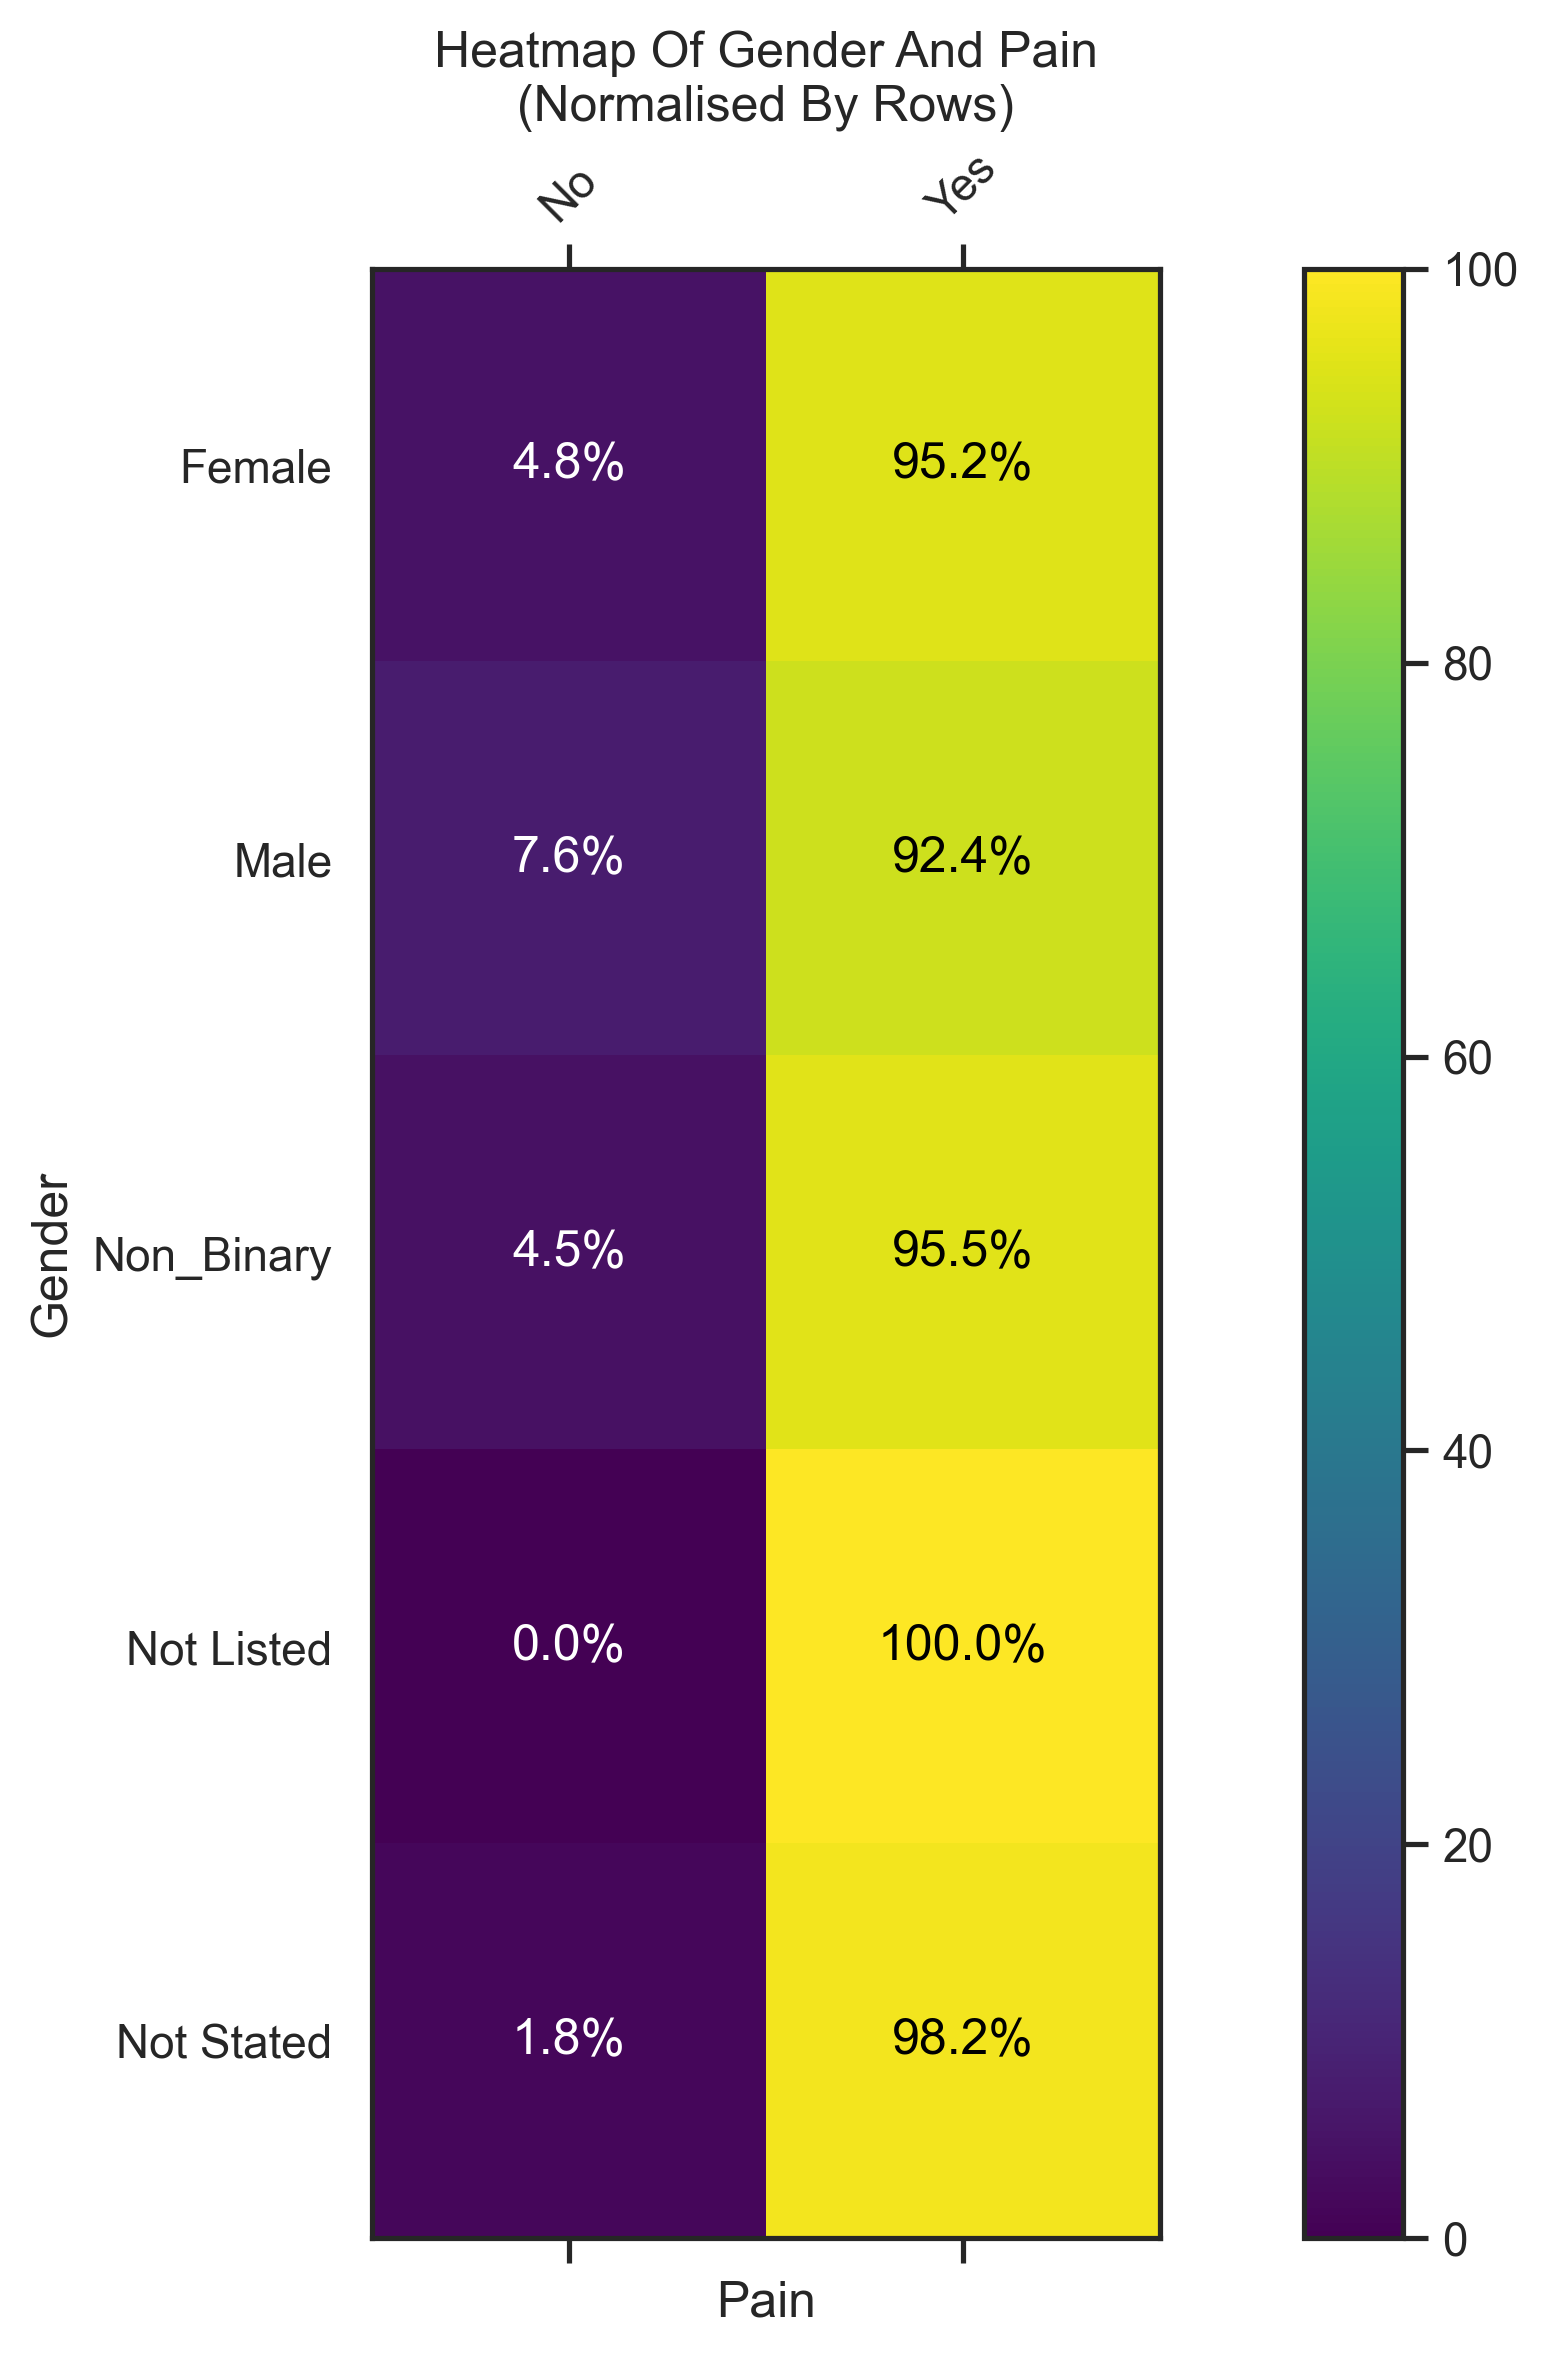 Heatmap Of Gender And Pain
(Normalised By Rows)
No Yes
100
Female 4.8% 95.2%
80
Male 7.6% 92.4%
60
Gender
Non_Binary 4.5% 95.5%
40
Not Listed 0.0% 100.0%
20
Not Stated 1.8% 98.2%
0
Pain